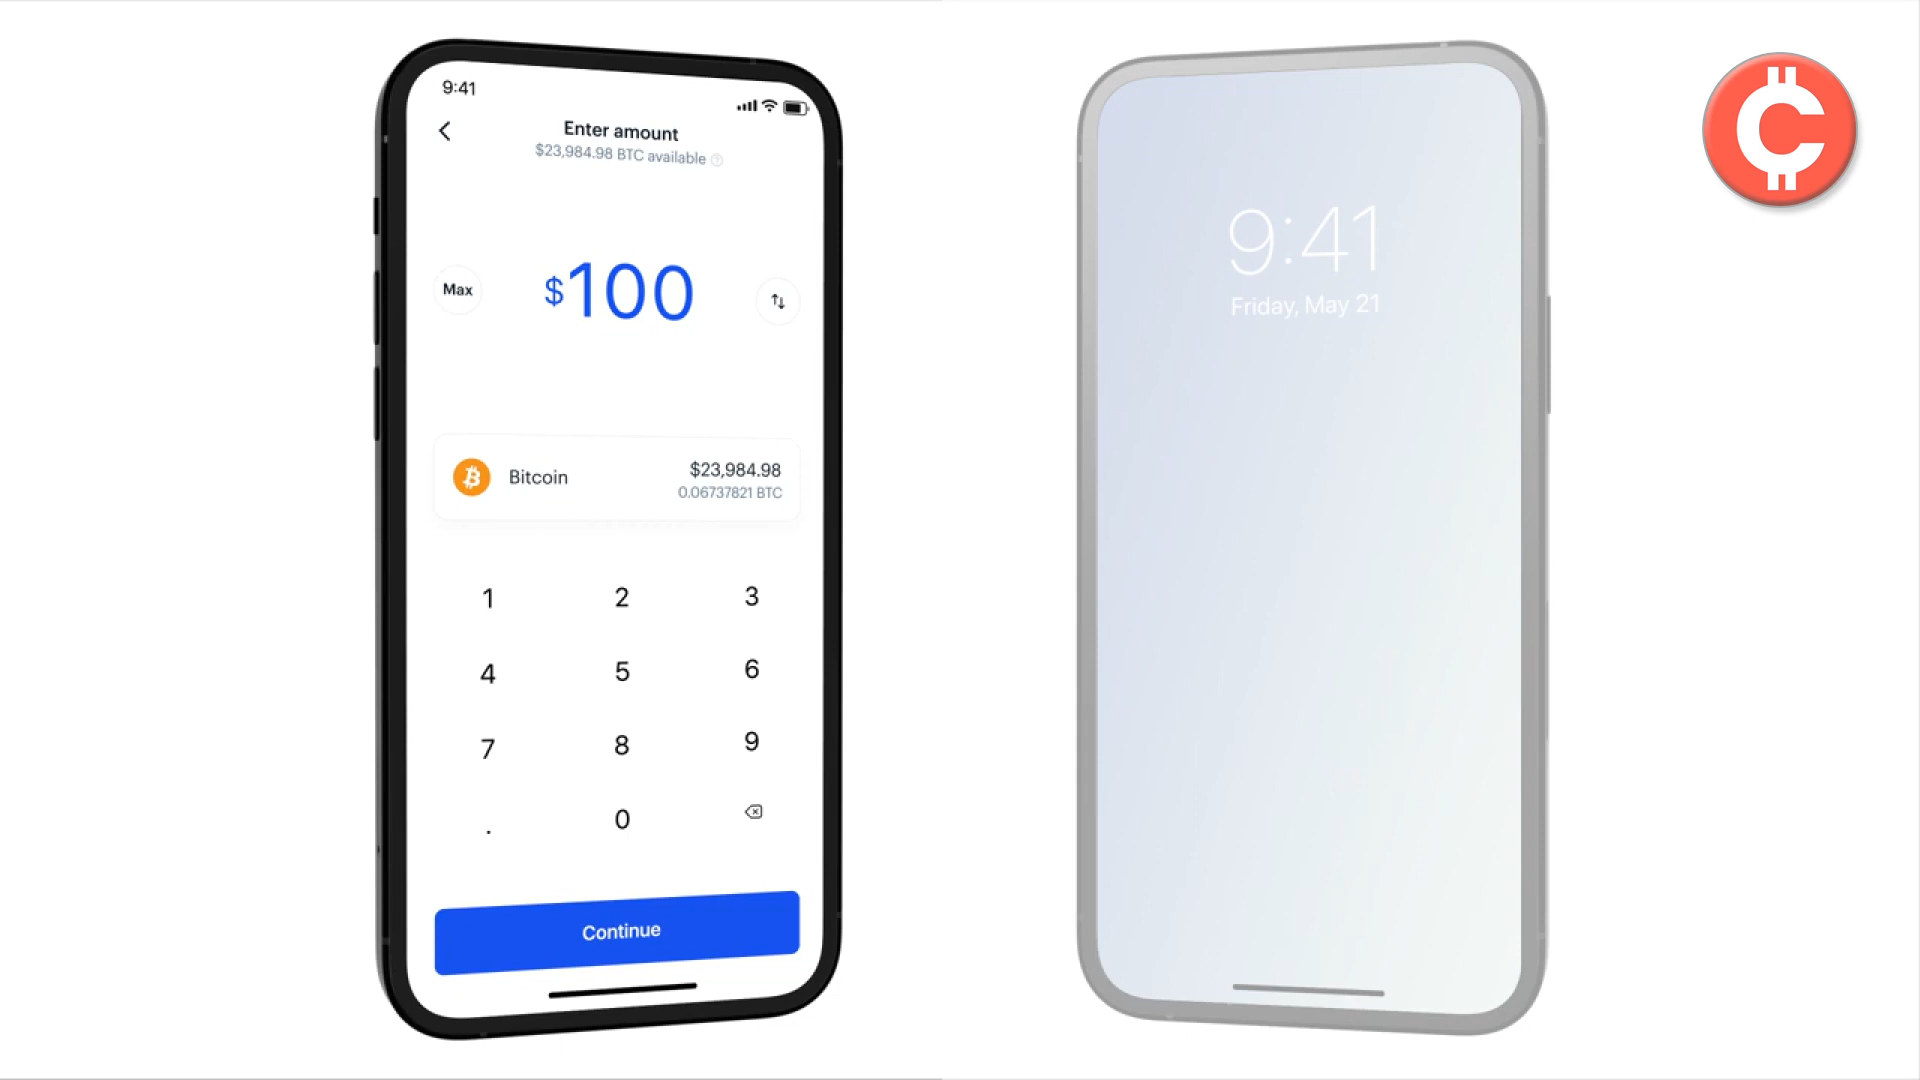 9:41
Enter amount
$23,984.98 BTC available
Max
$100
Bitcoin
$23,984.98
0.06737821 BTC
1 2 3
4 5 6
7 8 9
. 0
Continue
9:41
Friday, May 21